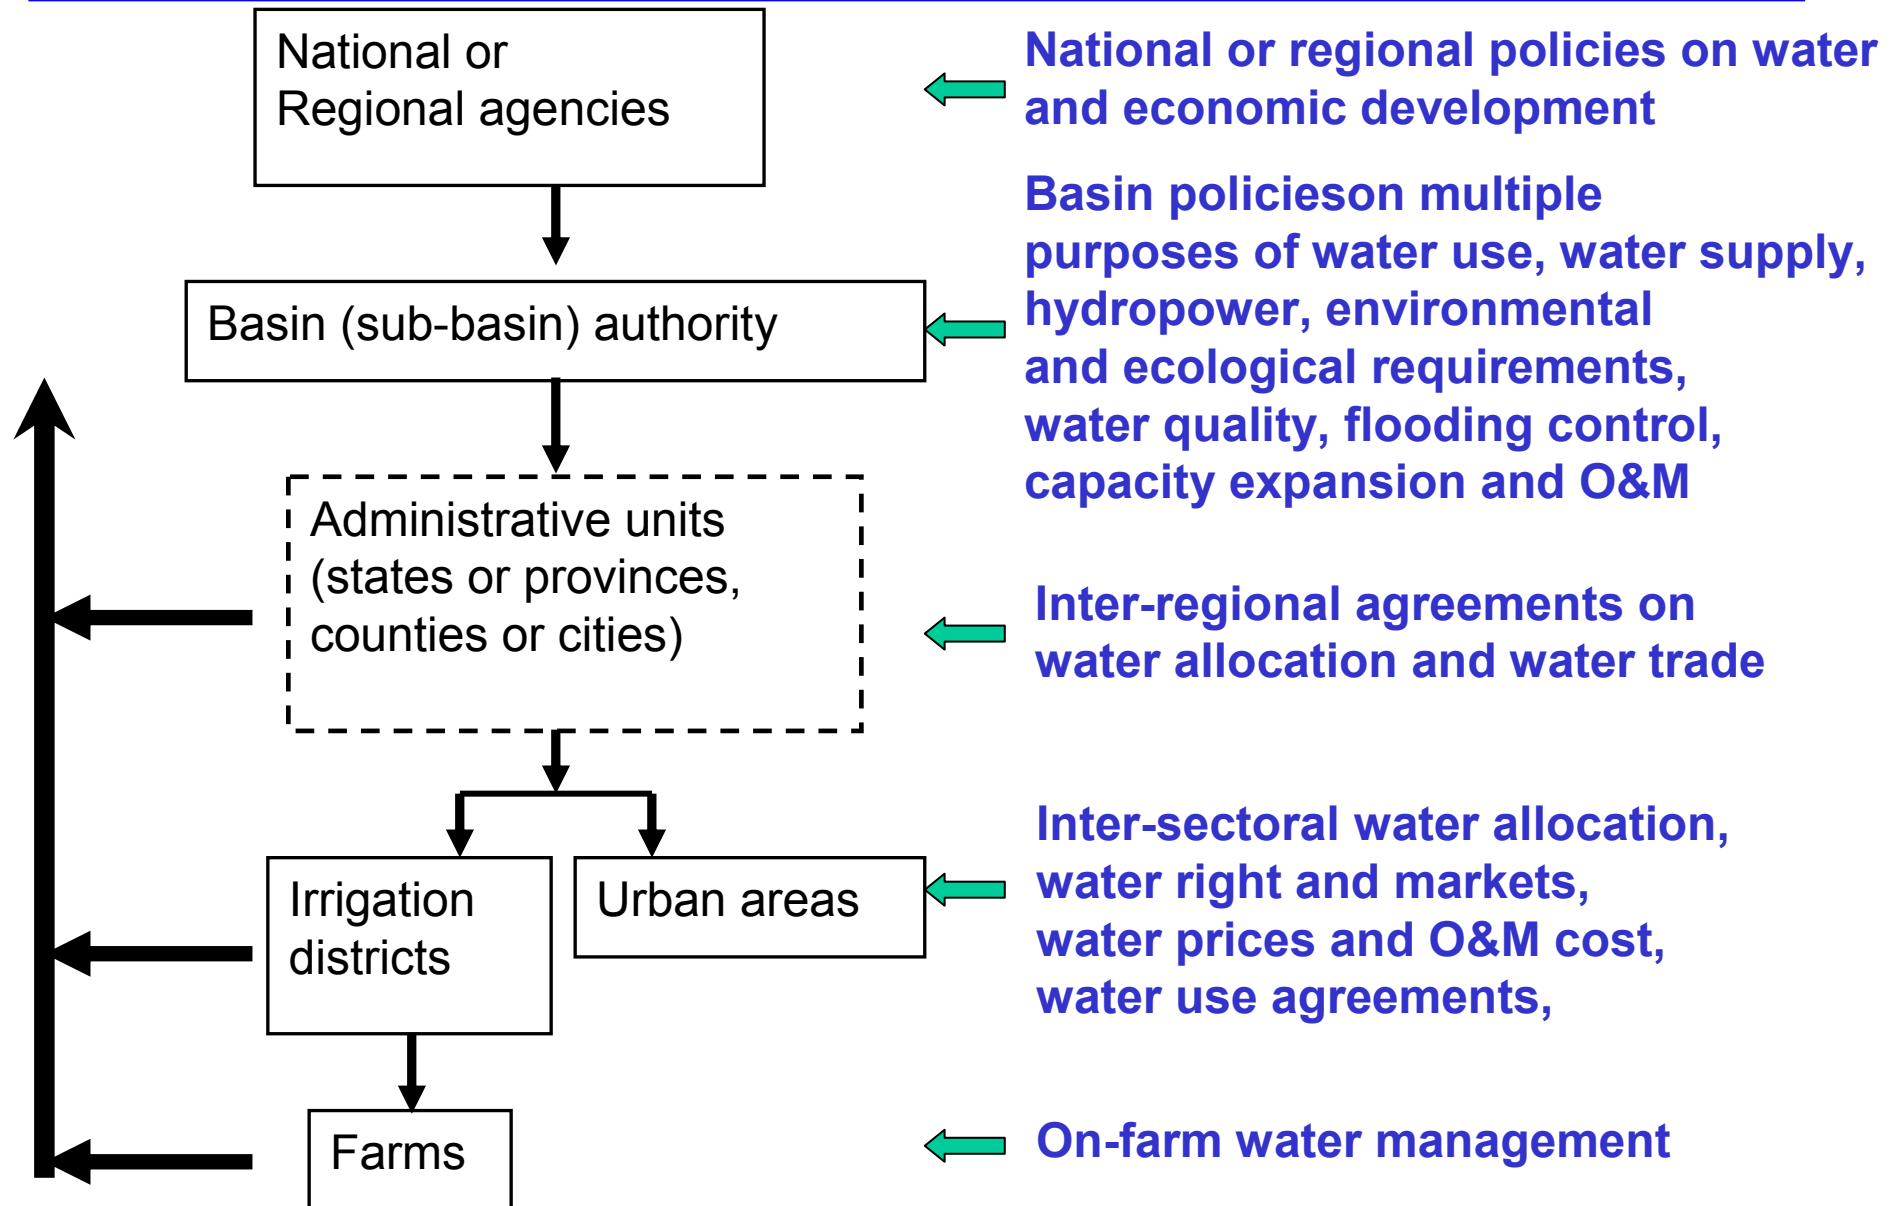 National or
Regional agencies
National or regional policies on water
and economic development
Basin (sub-basin) authority
Basin policieson multiple
purposes of water use, water supply,
hydropower, environmental
and ecological requirements,
water quality, flooding control,
capacity expansion and O&M
Administrative units
(states or provinces,
counties or cities)
Inter-regional agreements on
water allocation and water trade
Irrigation
districts
Urban areas
Inter-sectoral water allocation,
water right and markets,
water prices and O&M cost,
water use agreements,
Farms
On-farm water management